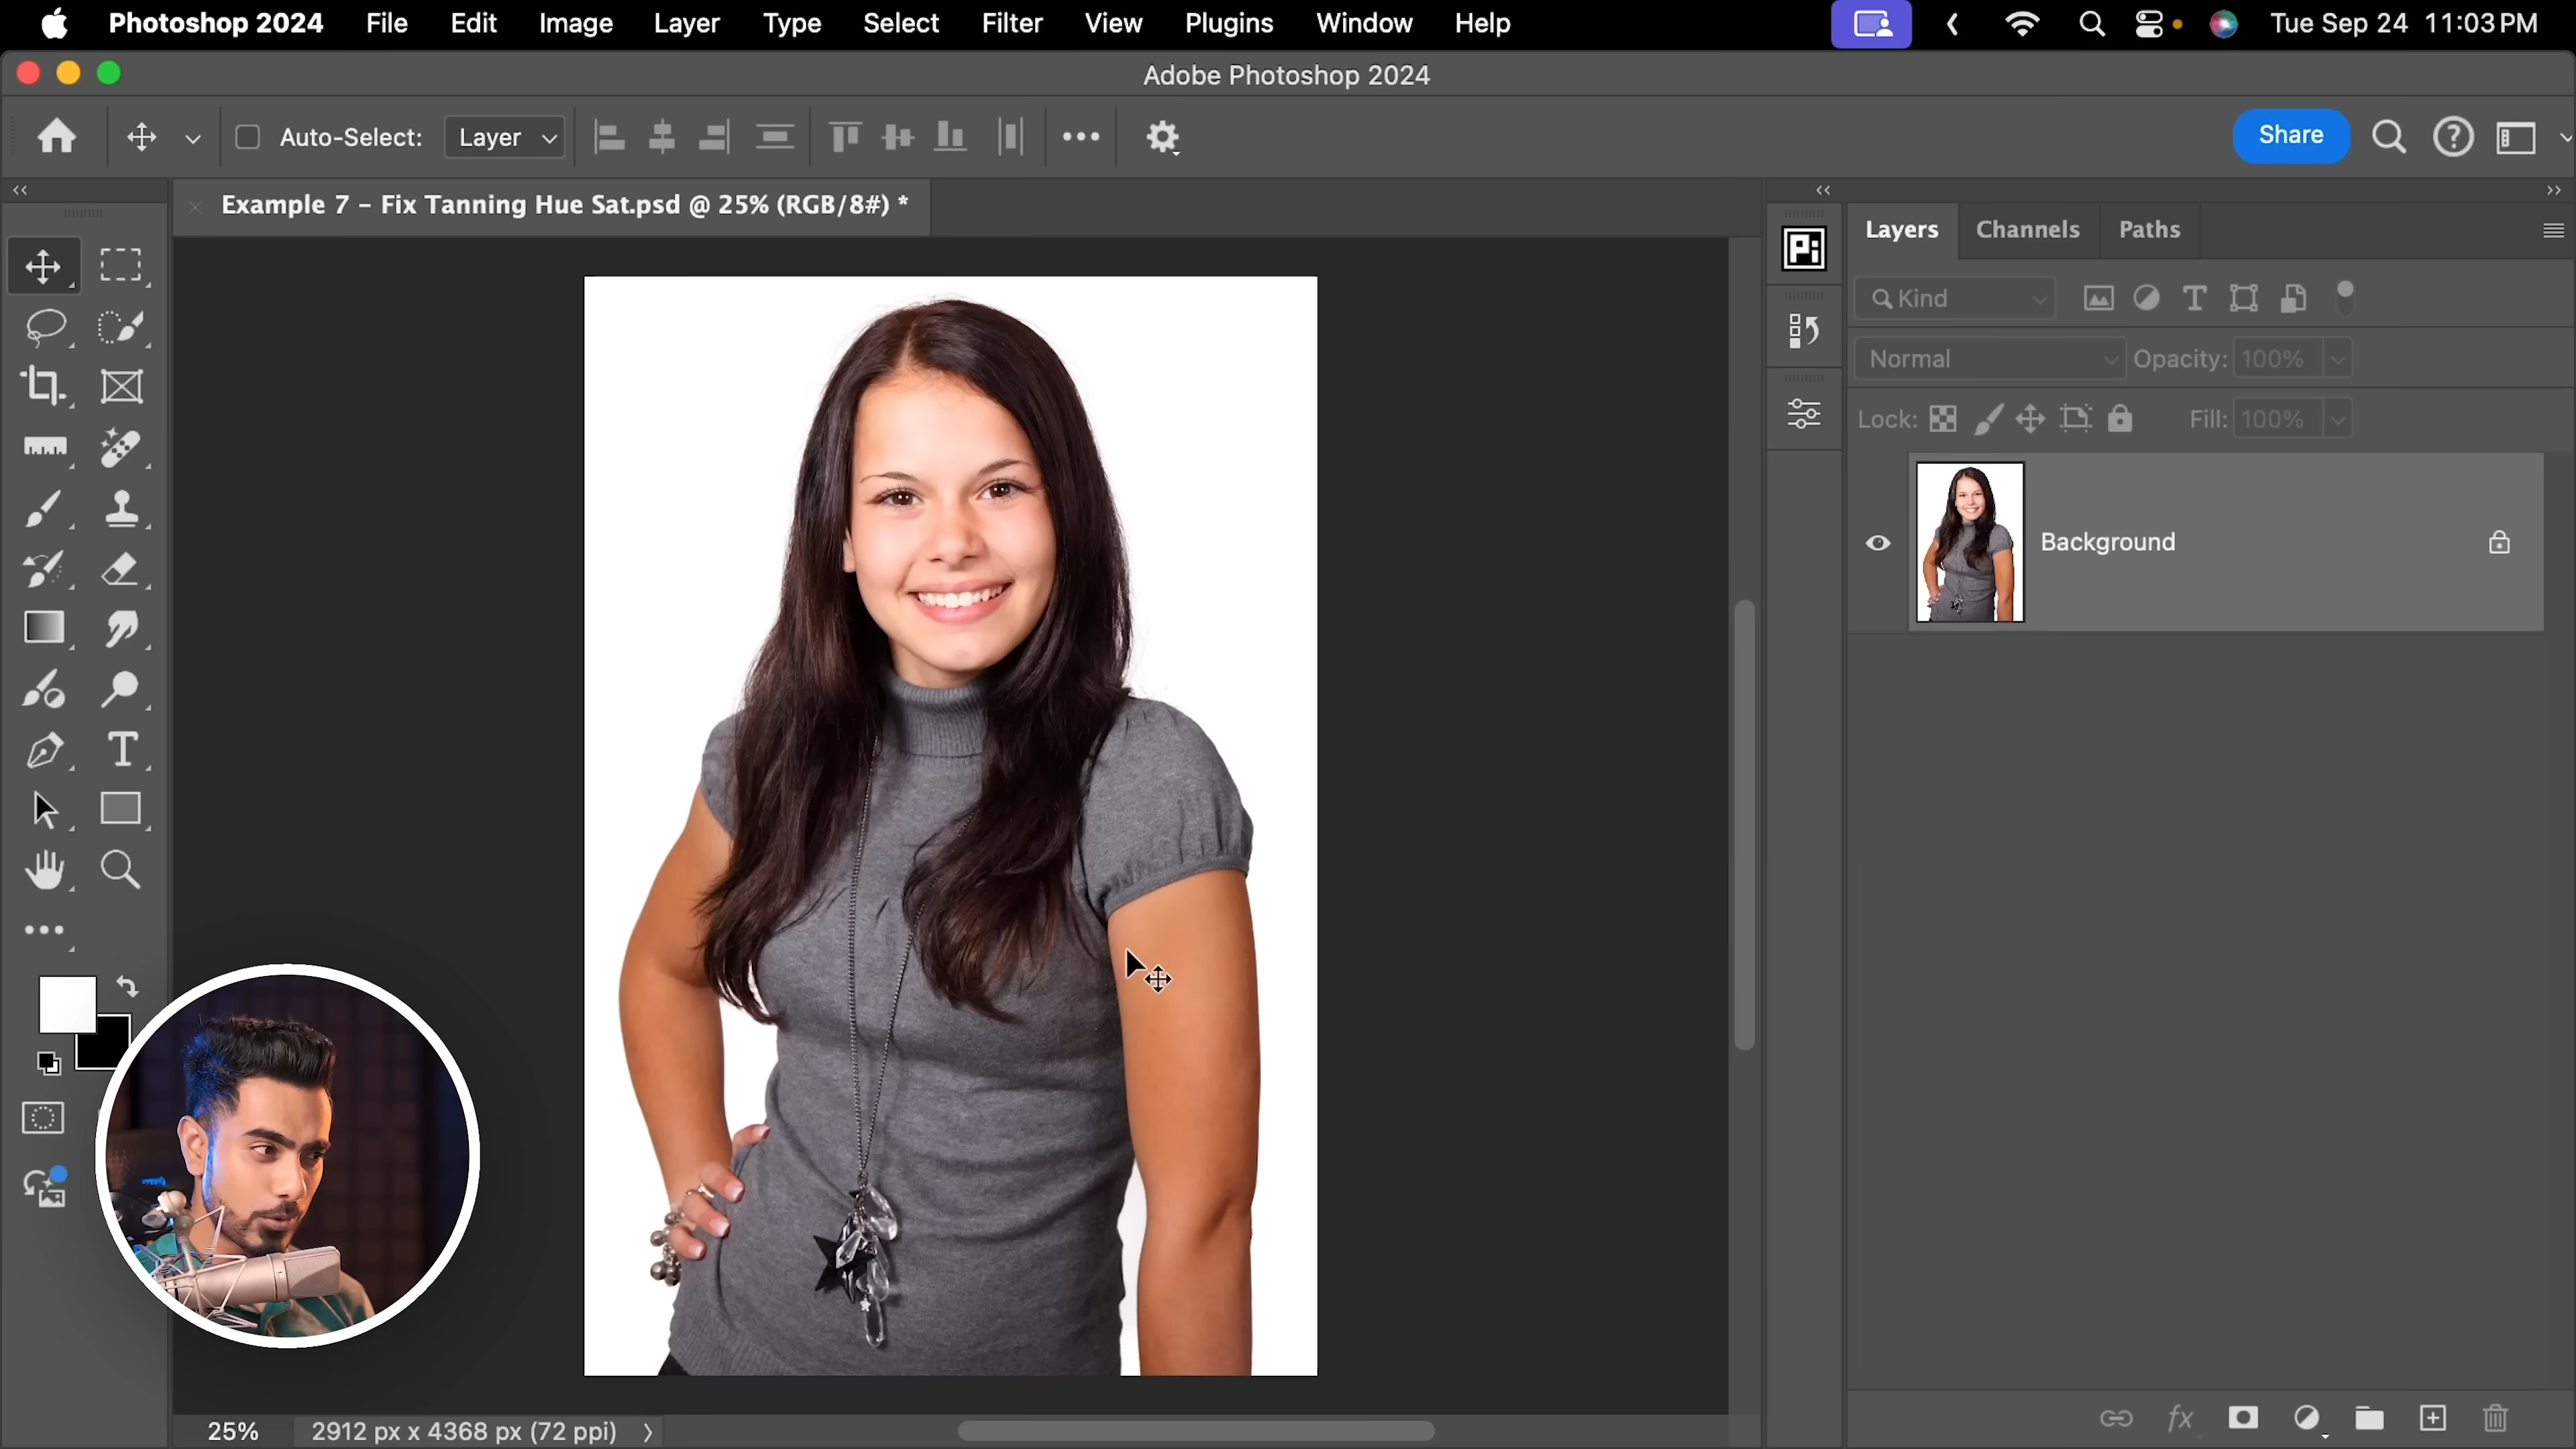 Photoshop 2024 File Edit Image Layer Type Select Filter View Plugins Window Help Tue Sep 24 11:03 PM
Adobe Photoshop 2024
Auto-Select: Layer Share
Example 7 – Fix Tanning Hue Sat.psd @ 25% (RGB/8#) *
Layers Channels Paths
Kind
Normal Opacity: 100%
Lock: Fill: 100%
Background
25% 2912 px x 4368 px (72 ppi)